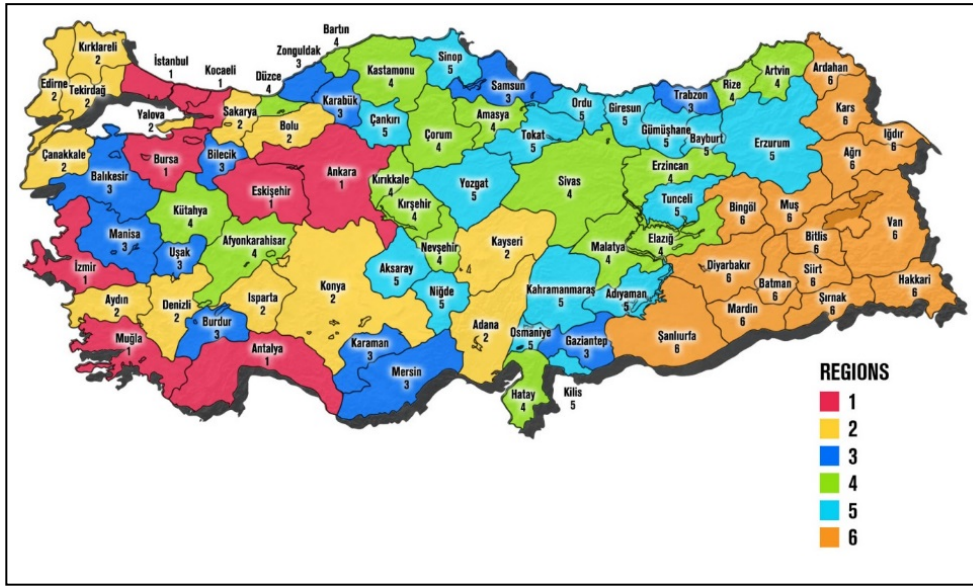 Kırklareli
2
Edirne
2
Tekirdağ
2
İstanbul
1
Kocaeli
1
Yalova
2
Sakarya
2
Düzce
4
Zonguldak
3
Bartın
4
Karabük
3
Kastamonu
4
Sinop
5
Samsun
3
Ordu
5
Giresun
5
Trabzon
3
Rize
4
Artvin
4
Ardahan
6
Kars
6
Iğdır
6
Ağrı
6
Erzurum
5
Bayburt
5
Gümüşhane
5
Erzincan
4
Tokat
5
Amasya
4
Çorum
4
Çankırı
5
Bolu
2
Çanakkale
2
Balıkesir
3
Bursa
1
Bilecik
3
Eskişehir
1
Ankara
1
Kırıkkale
4
Kırşehir
4
Yozgat
5
Sivas
4
Tunceli
5
Bingöl
6
Muş
6
Van
6
Bitlis
6
Kütahya
4
Manisa
3
Uşak
3
Afyonkarahisar
4
İzmir
1
Aydın
2
Denizli
2
Isparta
2
Burdur
3
Muğla
1
Antalya
1
Konya
2
Aksaray
5
Nevşehir
4
4
Niğde
5
Kayseri
2
Malatya
4
Elazığ
4
Diyarbakır
6
Batman
6
Siirt
6
Hakkari
6
Şırnak
6
Mardin
6
Şanlıurfa
6
Adıyaman
5
Kahramanmaraş
5
Osmaniye
5
Gaziantep
3
Kilis
5
Hatay
4
Adana
2
Mersin
3
Karaman
3
REGIONS
1
2
3
4
5
6